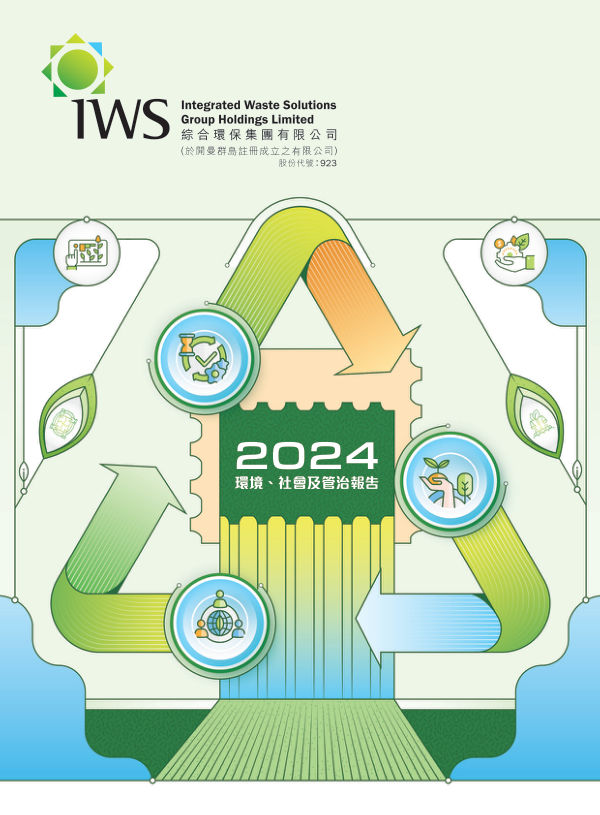 IWS
Integrated Waste Solutions
Group Holdings Limited
綜合環保集團有限公司
(於開曼群島註冊成立之有限公司)
股份代號:923
2024
環境、社會及管治報告